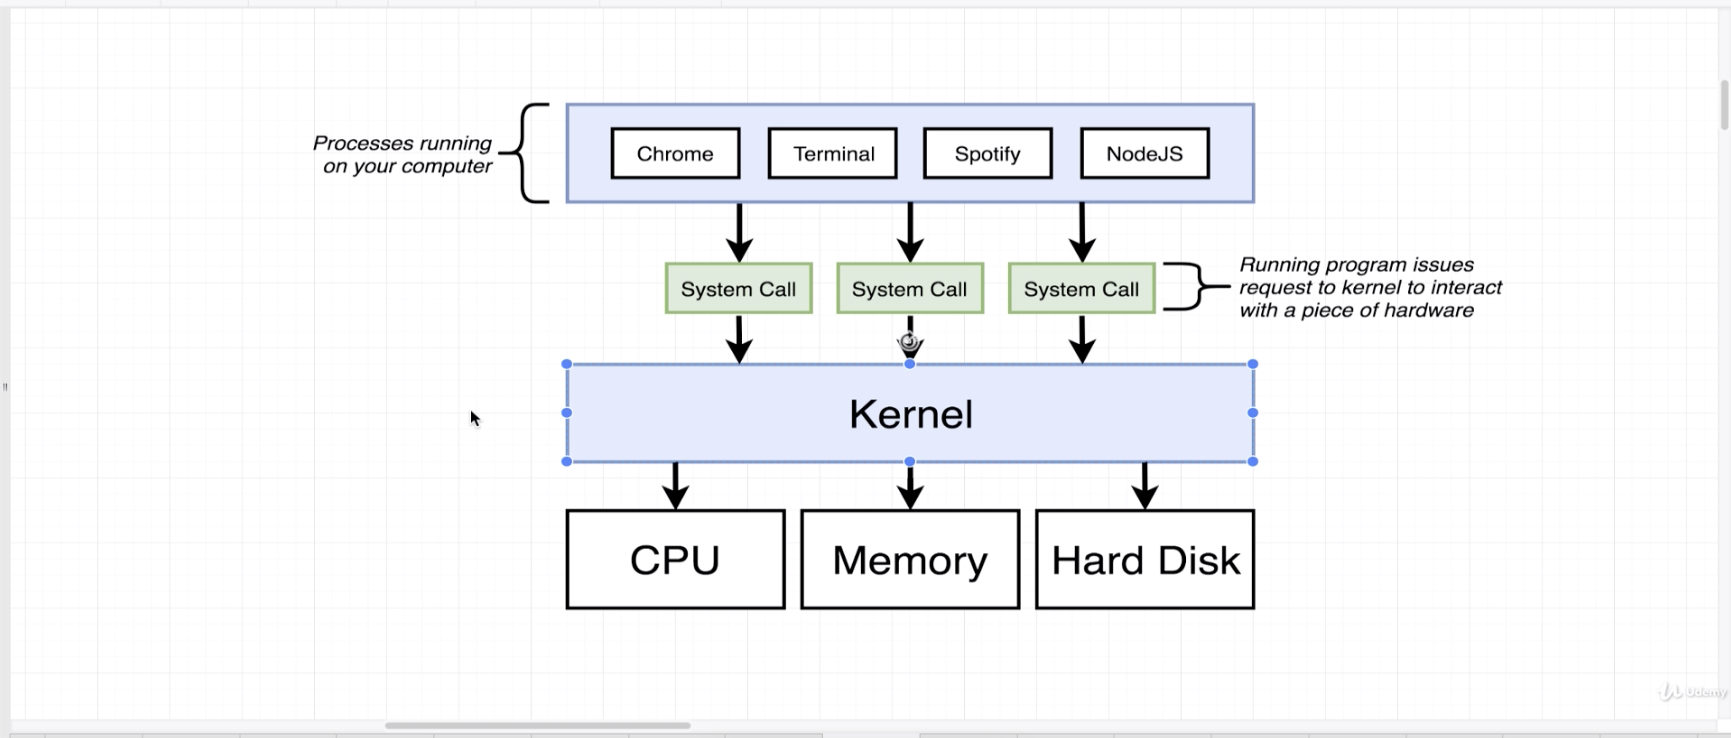 Processes running
on your computer
Chrome
Terminal
Spotify
NodeJS
System Call
System Call
System Call
Running program issues
request to kernel to interact
with a piece of hardware
Kernel
CPU
Memory
Hard Disk
Udemy